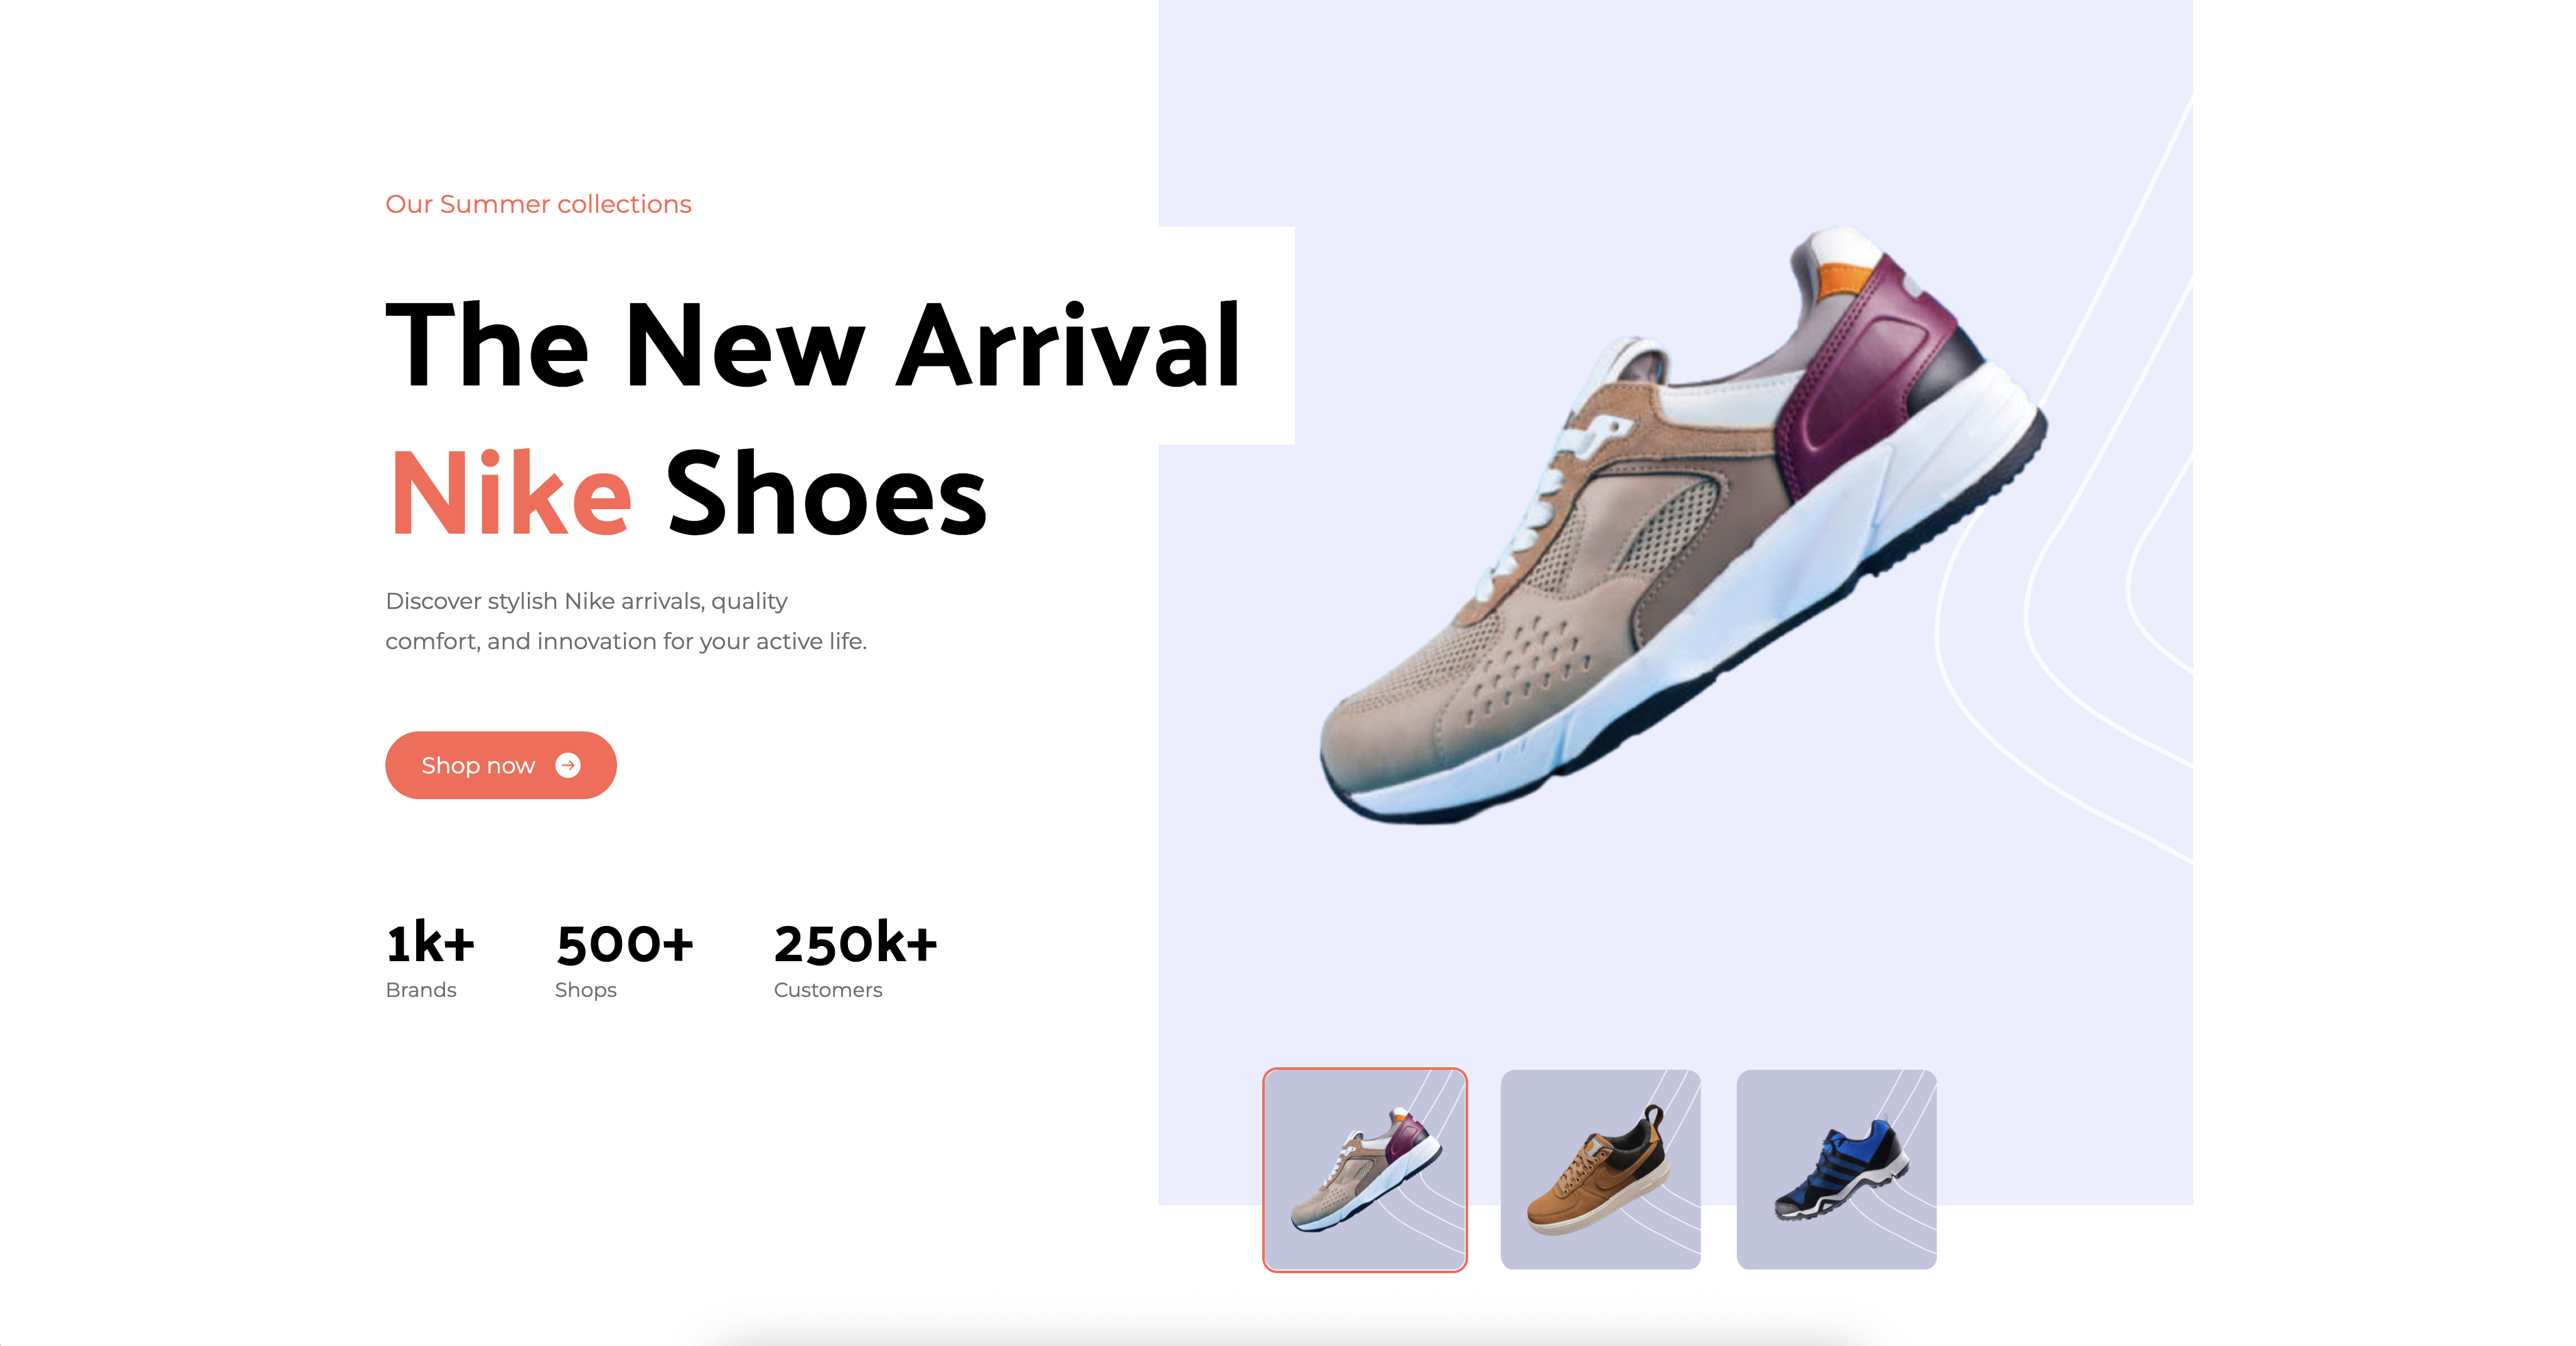 Our Summer collections
The New Arrival
Nike Shoes
Discover stylish Nike arrivals, quality
comfort, and innovation for your active life.
Shop now
1k+
Brands
500+
Shops
250k+
Customers